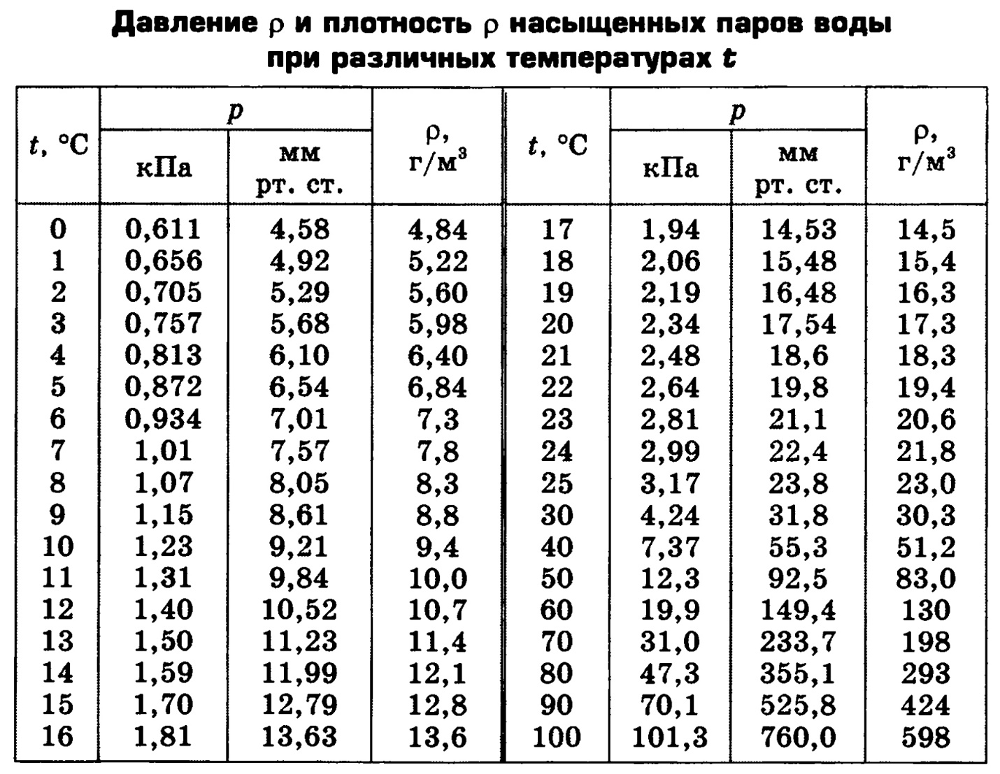 Давление ρ и плотность ρ насыщенных паров воды
при различных температурах t
t, °C p ρ, г/м³ t, °C p ρ, г/м³
кПа мм рт. ст. кПа мм рт. ст.
0 0,611 4,58 4,84 17 1,94 14,53 14,5
1 0,656 4,92 5,22 18 2,06 15,48 15,4
2 0,705 5,29 5,60 19 2,19 16,48 16,3
3 0,757 5,68 5,98 20 2,34 17,54 17,3
4 0,813 6,10 6,40 21 2,48 18,6 18,3
5 0,872 6,54 6,84 22 2,64 19,8 19,4
6 0,934 7,01 7,3 23 2,81 21,1 20,6
7 1,01 7,57 7,8 24 2,99 22,4 21,8
8 1,07 8,05 8,3 25 3,17 23,8 23,0
9 1,15 8,61 8,8 30 4,24 31,8 30,3
10 1,23 9,21 9,4 40 7,37 55,3 51,2
11 1,31 9,84 10,0 50 12,3 92,5 83,0
12 1,40 10,52 10,7 60 19,9 149,4 130
13 1,50 11,23 11,4 70 31,0 233,7 198
14 1,59 11,99 12,1 80 47,3 355,1 293
15 1,70 12,79 12,8 90 70,1 525,8 424
16 1,81 13,63 13,6 100 101,3 760,0 598